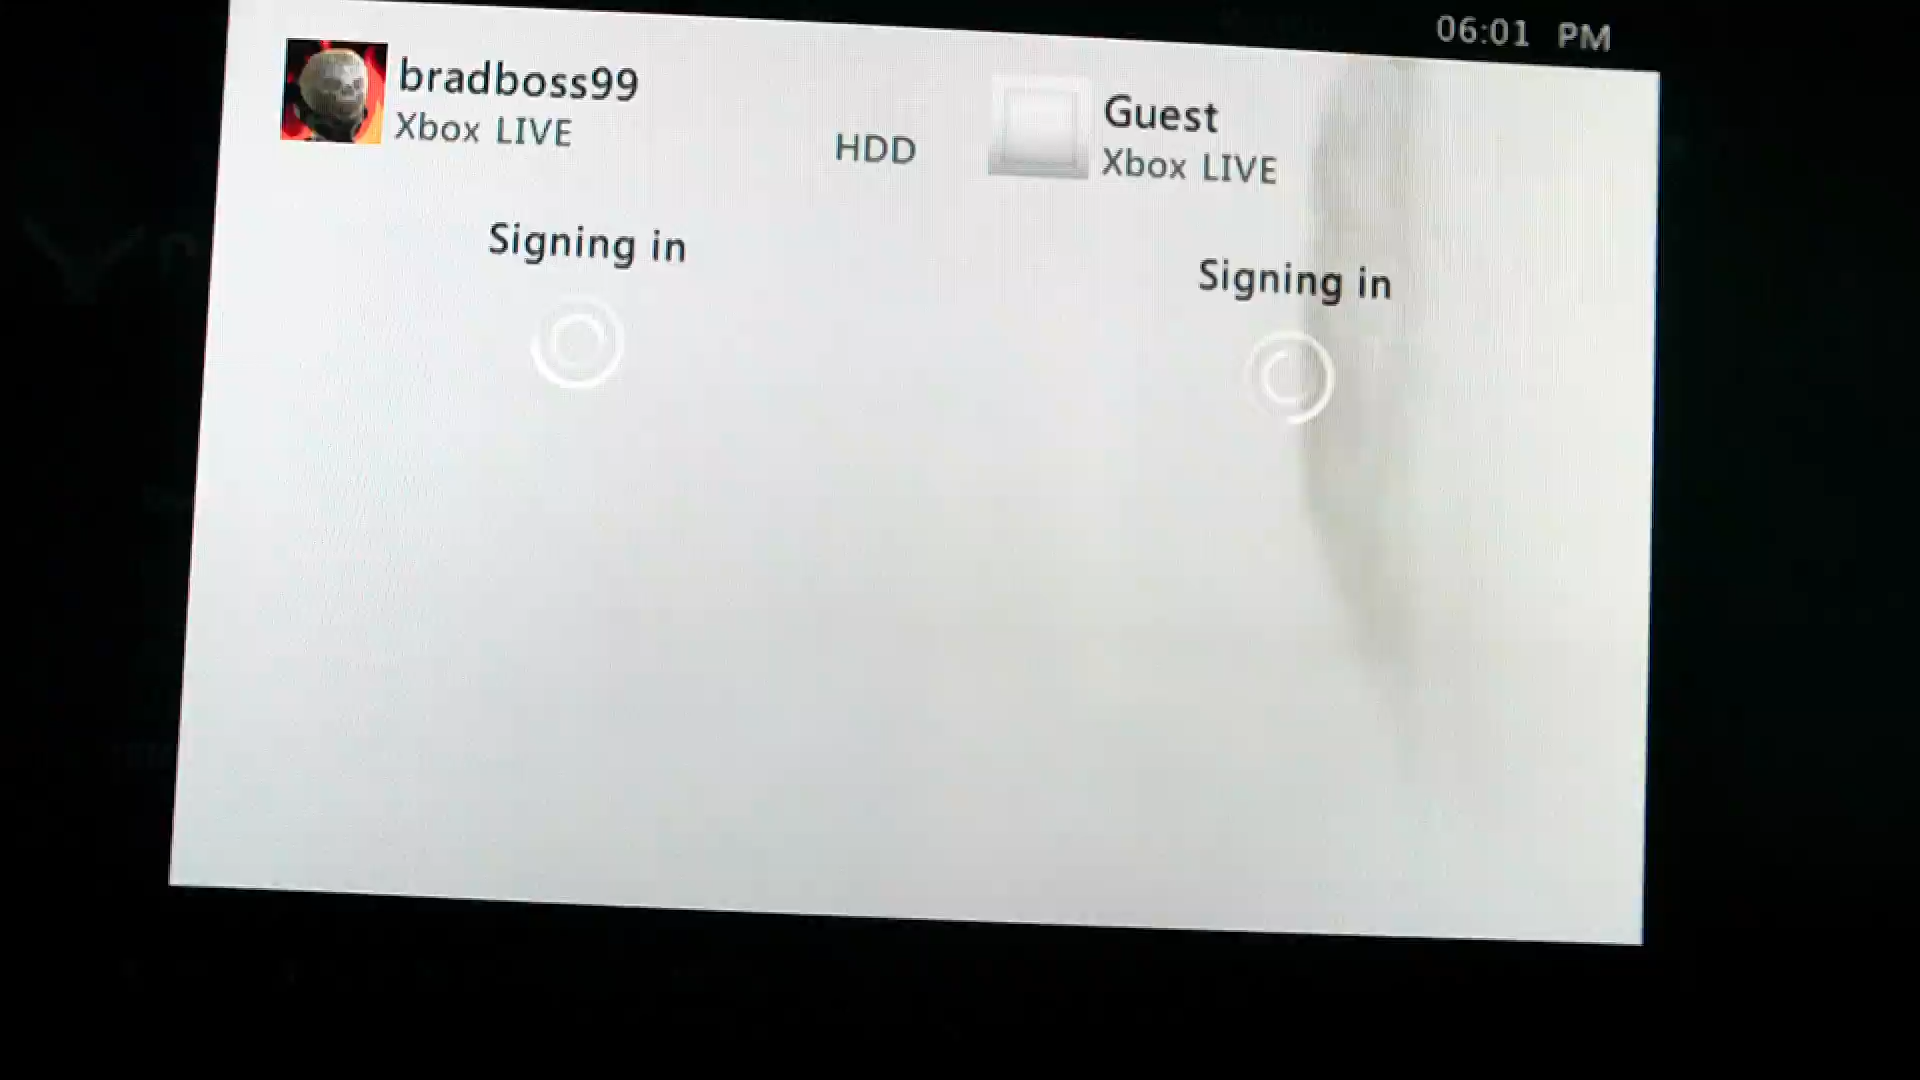 06:01 PM
bradboss99
Xbox LIVE
HDD
Signing in
Guest
Xbox LIVE
Signing in